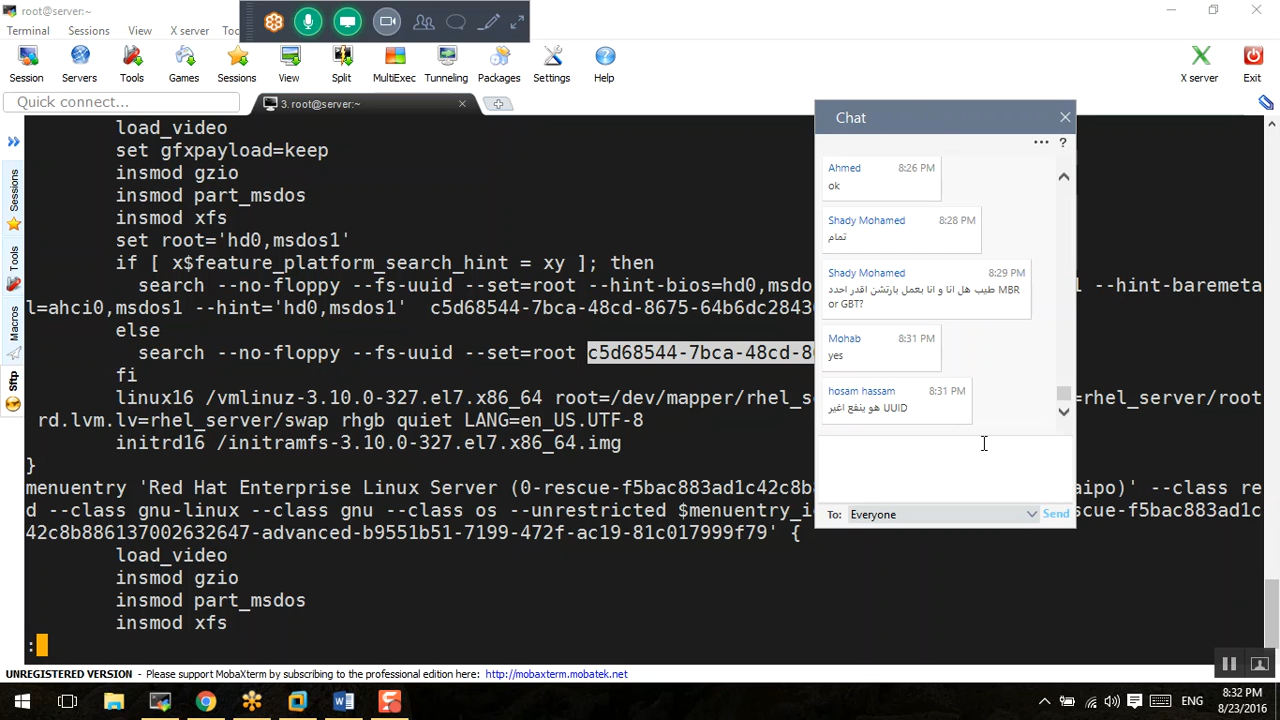 root@server:~
Terminal Sessions View X server
Session Servers Tools Games Sessions View Split MultiExec Tunneling Packages Settings Help X server Exit
Quick connect...
3. root@server:~
Sessions
Tools
Macros
Sftp
load_video
set gfxpayload=keep
insmod gzio
insmod part_msdos
insmod xfs
set root='hd0,msdos1'
if [ x$feature_platform_search_hint = xy ]; then
search --no-floppy --fs-uuid --set=root --hint-bios=hd0,msdo
1 --hint-baremeta
l=ahci0,msdos1 --hint='hd0,msdos1' c5d68544-7bca-48cd-8675-64b6dc2843
else
search --no-floppy --fs-uuid --set=root c5d68544-7bca-48cd-8
fi
linux16 /vmlinuz-3.10.0-327.el7.x86_64 root=/dev/mapper/rhel_s
=rhel_server/root
rd.lvm.lv=rhel_server/swap rhgb quiet LANG=en_US.UTF-8
initrd16 /initramfs-3.10.0-327.el7.x86_64.img
}
menuentry 'Red Hat Enterprise Linux Server (0-rescue-f5bac883ad1c42c8b
aipo)' --class re
d --class gnu-linux --class gnu --class os --unrestricted $menuentry_i
scue-f5bac883ad1c
42c8b886137002632647-advanced-b9551b51-7199-472f-ac19-81c017999f79' {
load_video
insmod gzio
insmod part_msdos
insmod xfs
:
Chat
Ahmed 8:26 PM
ok
Shady Mohamed 8:28 PM
تمام
Shady Mohamed 8:29 PM
طيب هل انا و انا بعمل بارتشن اقدر احدد MBR
or GBT?
Mohab 8:31 PM
yes
hosam hassam 8:31 PM
هو ينفع اغير UUID
To: Everyone Send
UNREGISTERED VERSION - Please support MobaXterm by subscribing to the professional edition here: http://mobaxterm.mobatek.net
ENG
8:32 PM
8/23/2016